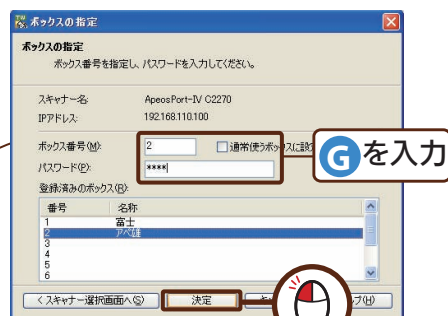 ボックスの指定
ボックスの指定
ボックス番号を指定し、パスワードを入力してください。
スキャナー名: ApeosPort-IV C2270
IPアドレス: 192.168.110.100
ボックス番号(M): 2 通常使うボックスに設
パスワード(P): ****
Gを入力
登録済みのボックス(R):
番号 名称
1 富士
2
3
4
5
6
<スキャナー選択画面へ(S) 決定 プ(H)